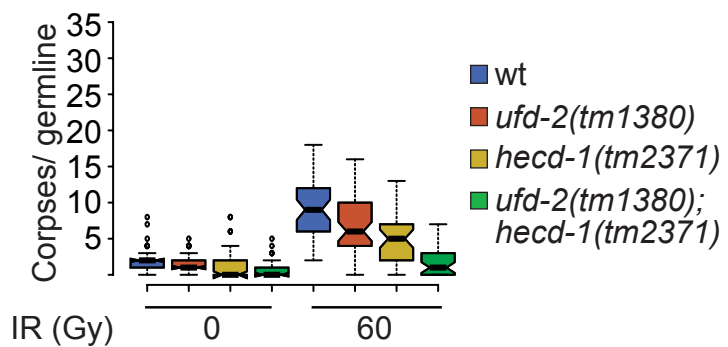 Corpses/ germline
35
30
25
20
15
10
5
IR (Gy)
0
60
wt
ufd-2(tm1380)
hecd-1(tm2371)
ufd-2(tm1380);
hecd-1(tm2371)